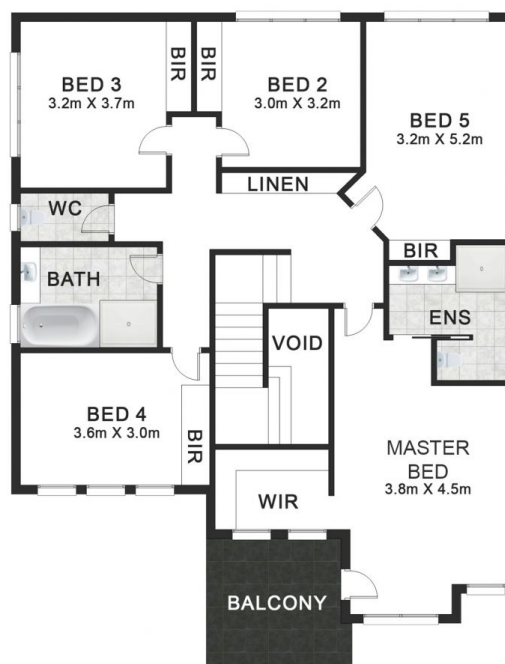 BED 3
3.2m X 3.7m
BIR
BIR
BED 2
3.0m X 3.2m
BED 5
3.2m X 5.2m
LINEN
WC
BATH
BIR
ENS
VOID
BED 4
3.6m X 3.0m
BIR
MASTER
BED
3.8m X 4.5m
WIR
BALCONY